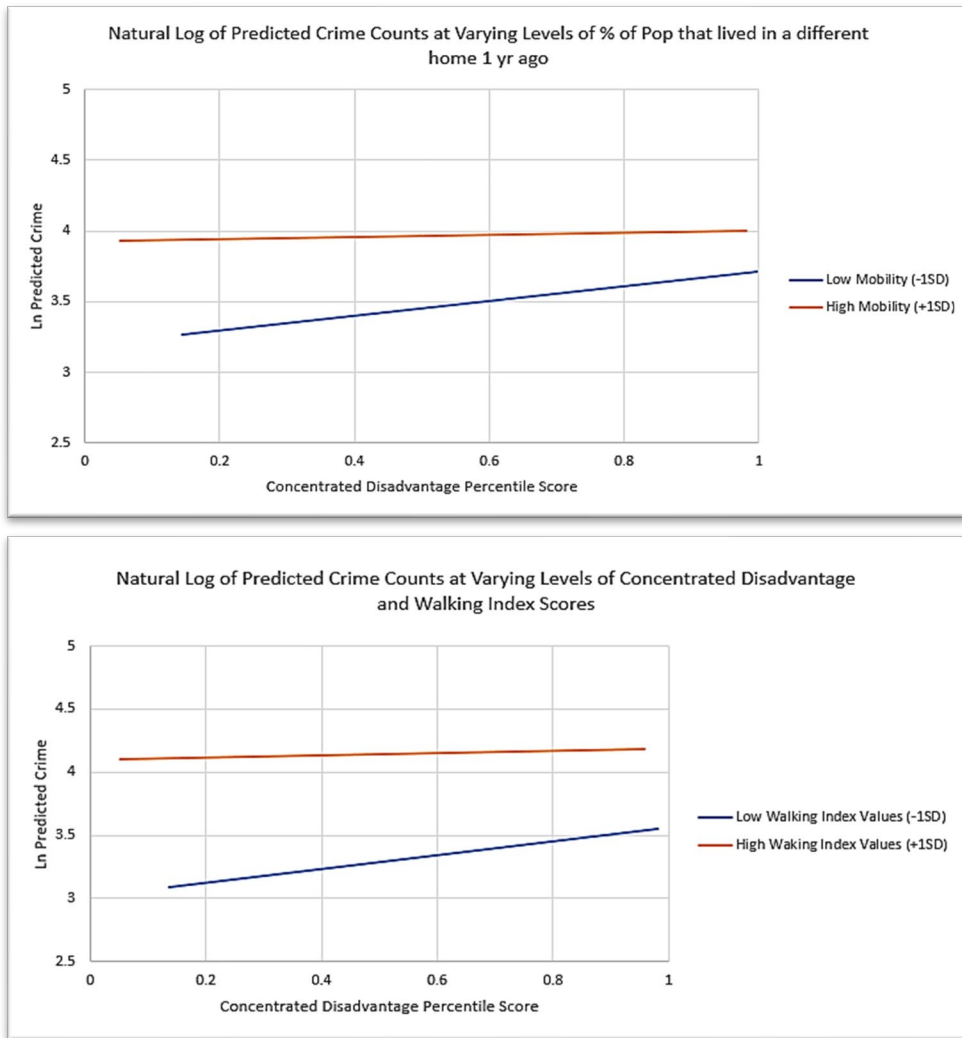 Natural Log of Predicted Crime Counts at Varying Levels of % of Pop that lived in a different
home 1 yr ago
5
4.5
4
3.5
3
2.5
Ln Predicted Crime
0 0.2 0.4 0.6 0.8 1
Concentrated Disadvantage Percentile Score
Low Mobility (-1SD)
High Mobility (+1SD)
Natural Log of Predicted Crime Counts at Varying Levels of Concentrated Disadvantage
and Walking Index Scores
5
4.5
4
3.5
3
2.5
Ln Predicted Crime
0 0.2 0.4 0.6 0.8 1
Concentrated Disadvantage Percentile Score
Low Walking Index Values (-1SD)
High Waking Index Values (+1SD)